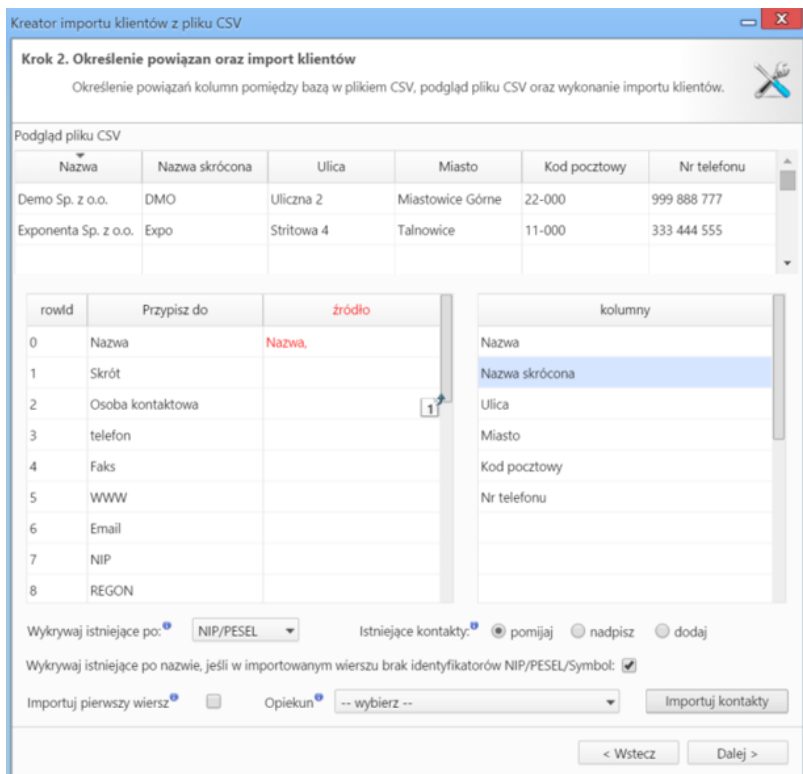 Kreator importu klientów z pliku CSV
Krok 2. Określenie powiązan oraz import klientów
Określenie powiązań kolumn pomiędzy bazą w plikiem CSV, podgląd pliku CSV oraz wykonanie importu klientów.
Podgląd pliku CSV
Nazwa Nazwa skrócona Ulica Miasto Kod pocztowy Nr telefonu
Demo Sp. z o.o. DMO Uliczna 2 Miastowice Górne 22-000 999 888 777
Exponenta Sp. z o.o. Expo Stritowa 4 Talnowice 11-000 333 444 555
rowId Przypisz do źródło kolumny
0 Nazwa Nazwa, Nazwa
1 Skrót Nazwa skrócona
2 Osoba kontaktowa 1 Ulica
3 telefon Miasto
4 Faks Kod pocztowy
5 WWW Nr telefonu
6 Email
7 NIP
8 REGON
Wykrywaj istniejące po: NIP/PESEL Istniejące kontakty: pomijaj nadpisz dodaj
Wykrywaj istniejące po nazwie, jeśli w importowanym wierszu brak identyfikatorów NIP/PESEL/Symbol:
Importuj pierwszy wiersz Opiekun -- wybierz -- Importuj kontakty
< Wstecz Dalej >